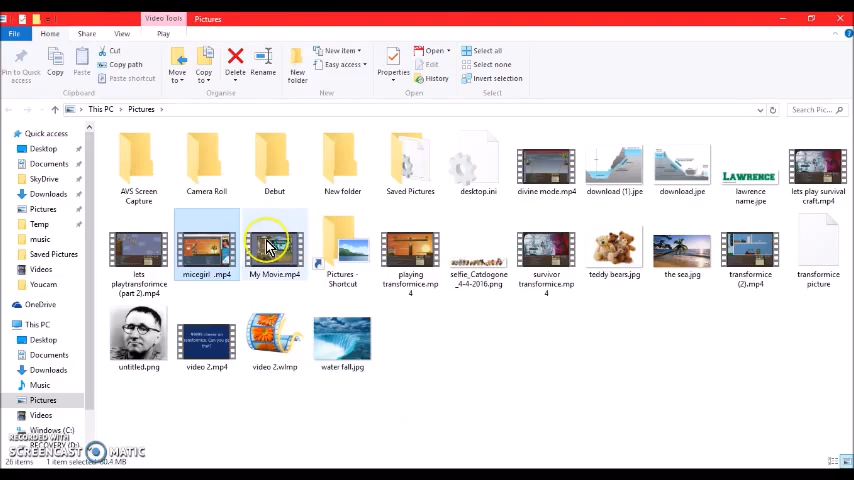 Video Tools Pictures
File Home Share View Play
Pin to Quick access
Copy
Paste
Cut
Copy path
Paste shortcut
Clipboard
Move to
Copy to
Delete
Rename
Organise
New folder
New item
Easy access
New
Properties
Open
Edit
History
Open
Select all
Select none
Invert selection
Select
This PC Pictures
Search Pic...
Quick access
Desktop
Documents
SkyDrive
Downloads
Pictures
Temp
music
Saved Pictures
Videos
Youcam
OneDrive
This PC
Desktop
Documents
Downloads
Music
Pictures
Videos
Windows (C:)
RECOVERY (D:)
AVS Screen Capture
Camera Roll
Debut
New folder
Saved Pictures
desktop.ini
divine mode.mp4
download (1).jpe
download.jpe
LAWRENCE
lawrence name.jpe
lets play survival craft.mp4
lets playtransforimce (part 2).mp4
micegirl .mp4
My Movie.mp4
Pictures - Shortcut
playing transformice.mp4
selfie_Catdogone_4-4-2016.png
survivor transformice.mp4
teddy bears.jpg
the sea.jpg
transformice (2).mp4
transformice picture
untitled.png
video 2.mp4
video 2.wlmp
water fall.jpg
RECORDED WITH
SCREENCAST MATIC
26 items 1 item selected